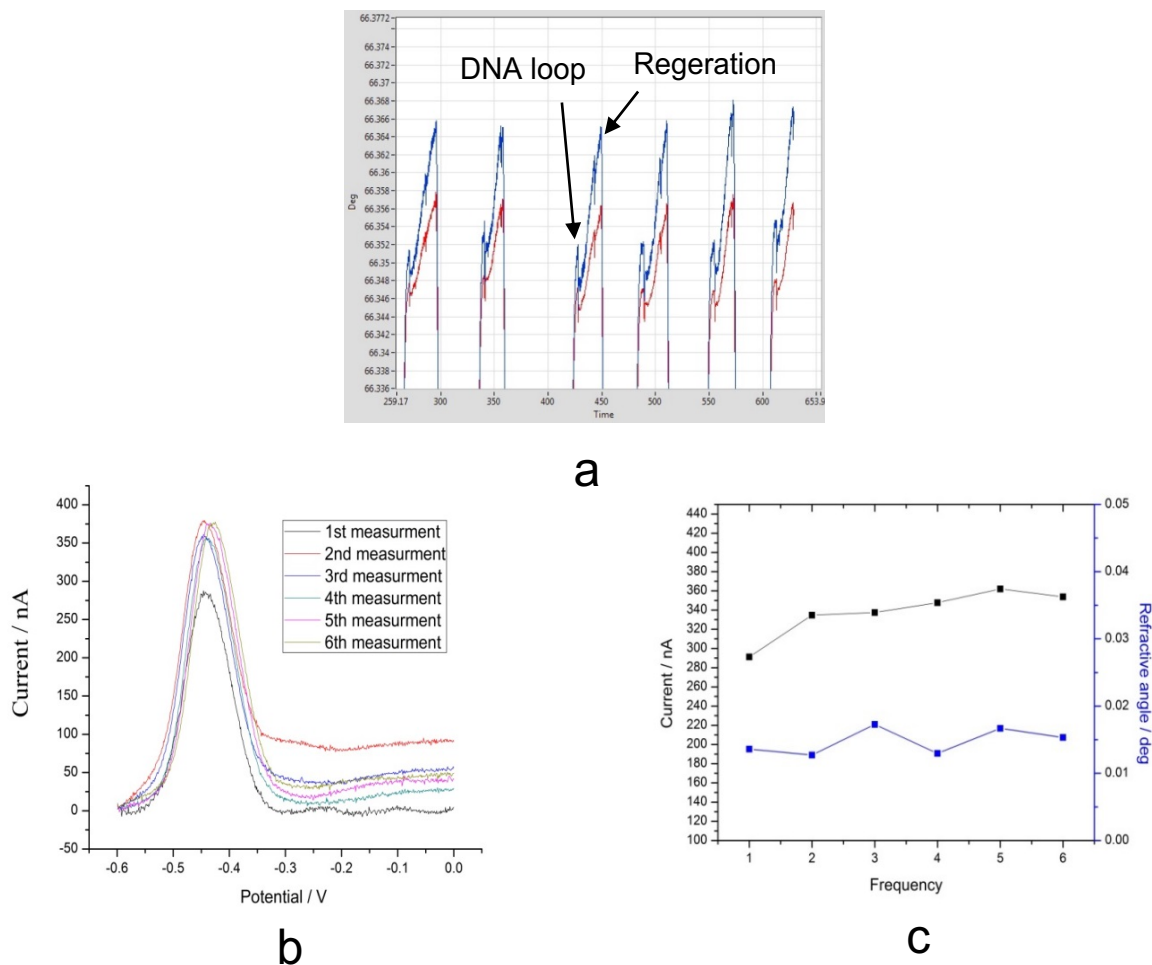 66.3772
66.374
66.372
66.37
66.368
66.366
66.364
66.362
66.36
66.358
66.356
66.354
66.352
66.35
66.348
66.346
66.344
66.342
66.34
66.338
66.336
Deg
DNA loop
Regeration
259.17 300 350 400 450 500 550 600 653.9
Time
a
400
350
300
250
200
150
100
50
0
-50
Current / nA
1st measurment
2nd measurment
3rd measurment
4th measurment
5th measurment
6th measurment
-0.6 -0.5 -0.4 -0.3 -0.2 -0.1 0.0
Potential / V
b
440
420
400
380
360
340
320
300
280
260
240
220
200
180
160
140
120
100
Current / nA
0.05
0.04
0.03
0.02
0.01
0.00
Refractive angle / deg
1 2 3 4 5 6
Frequency
c